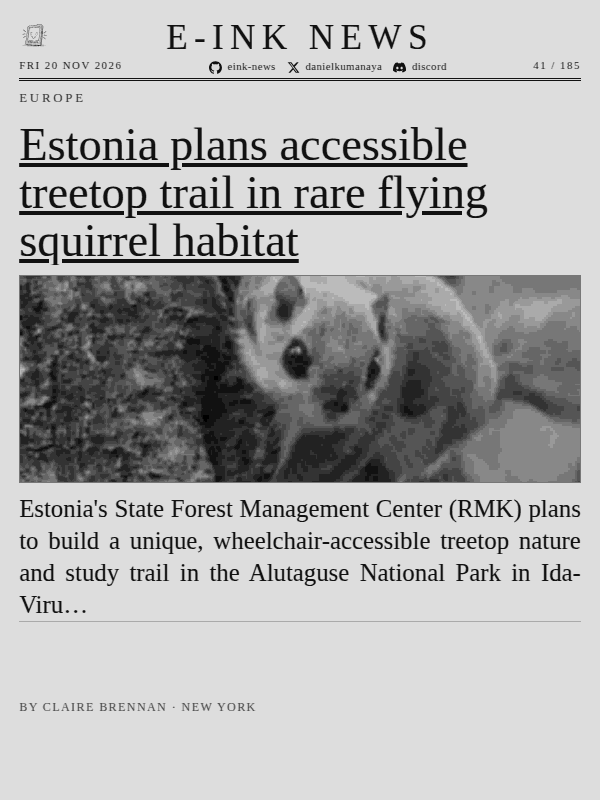 E-INK NEWS
FRI 20 NOV 2026
eink-news
danielkumanaya
discord
41 / 185
EUROPE
Estonia plans accessible
treetop trail in rare flying
squirrel habitat
Estonia's State Forest Management Center (RMK) plans
to build a unique, wheelchair-accessible treetop nature
and study trail in the Alutaguse National Park in Ida-
Viru…
BY CLAIRE BRENNAN · NEW YORK